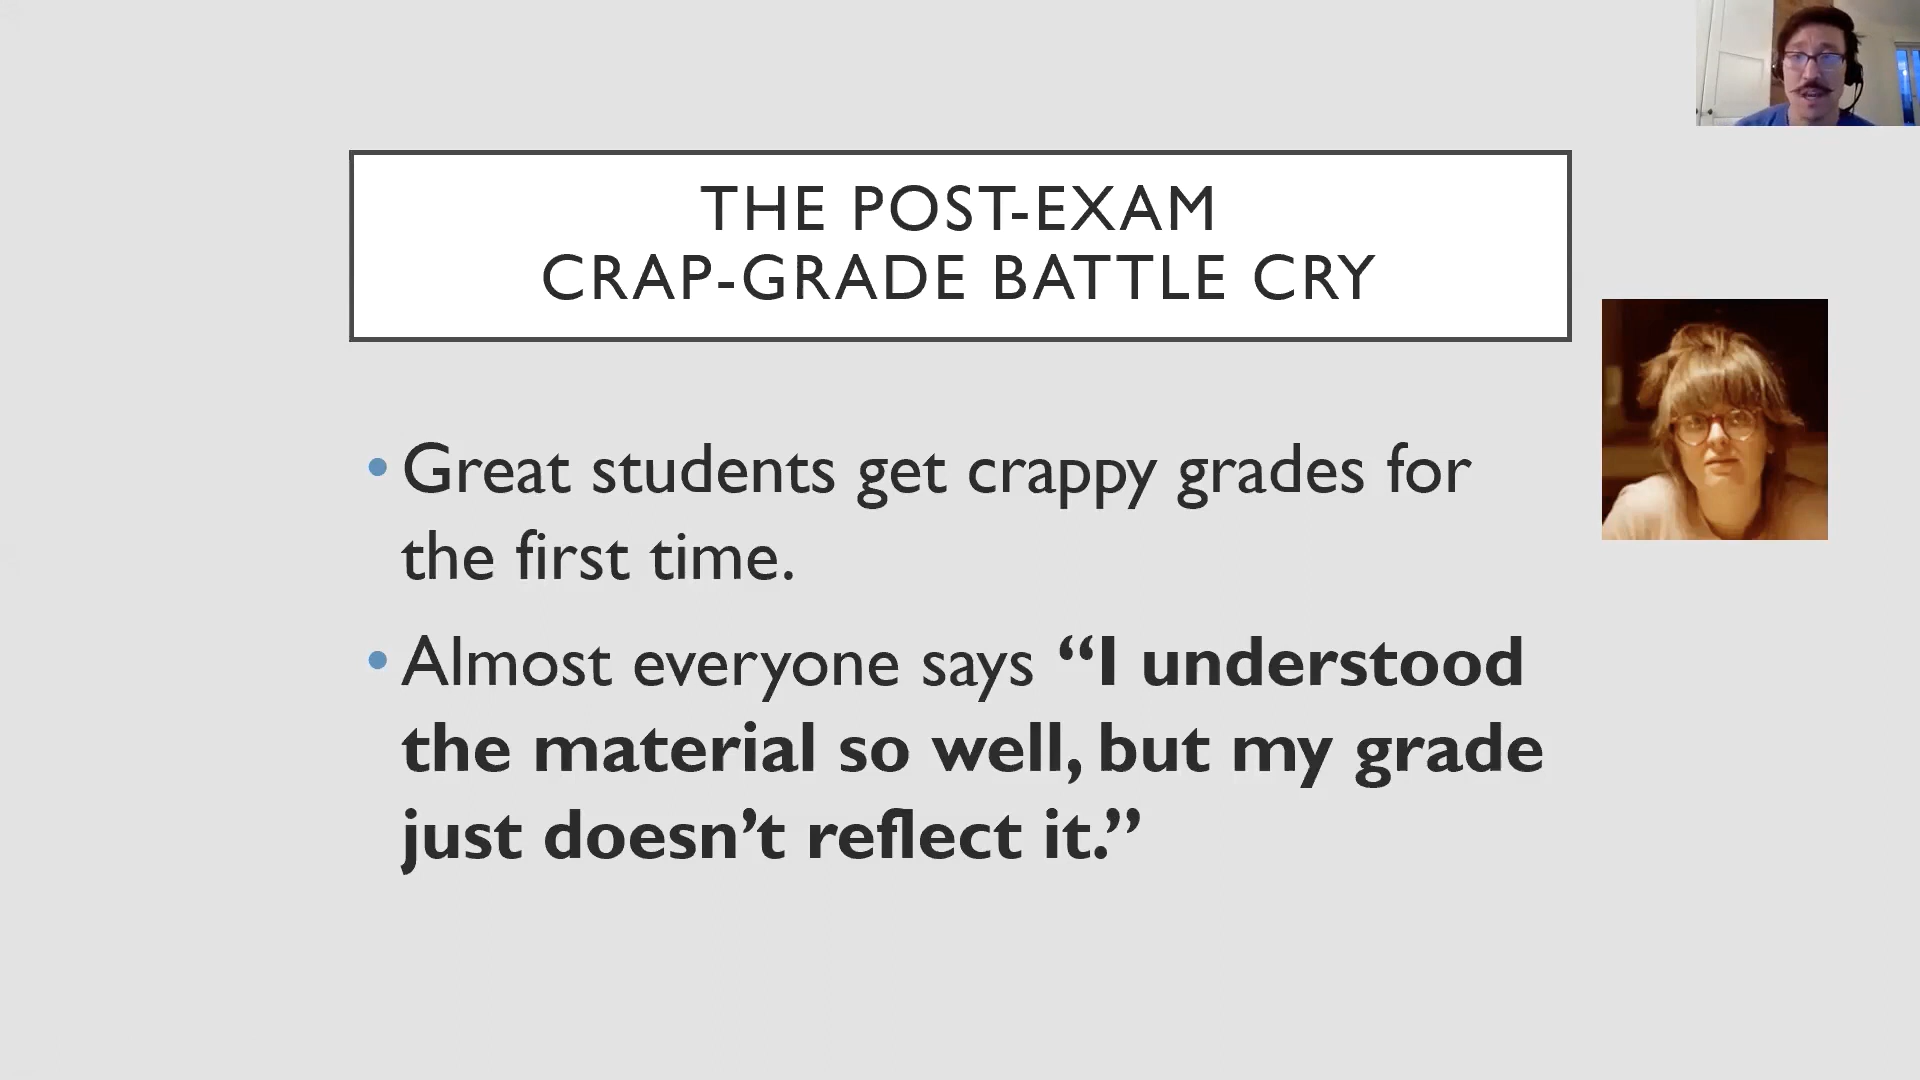 THE POST-EXAM
CRAP-GRADE BATTLE CRY
• Great students get crappy grades for
the first time.
• Almost everyone says “I understood
the material so well, but my grade
just doesn’t reflect it.”